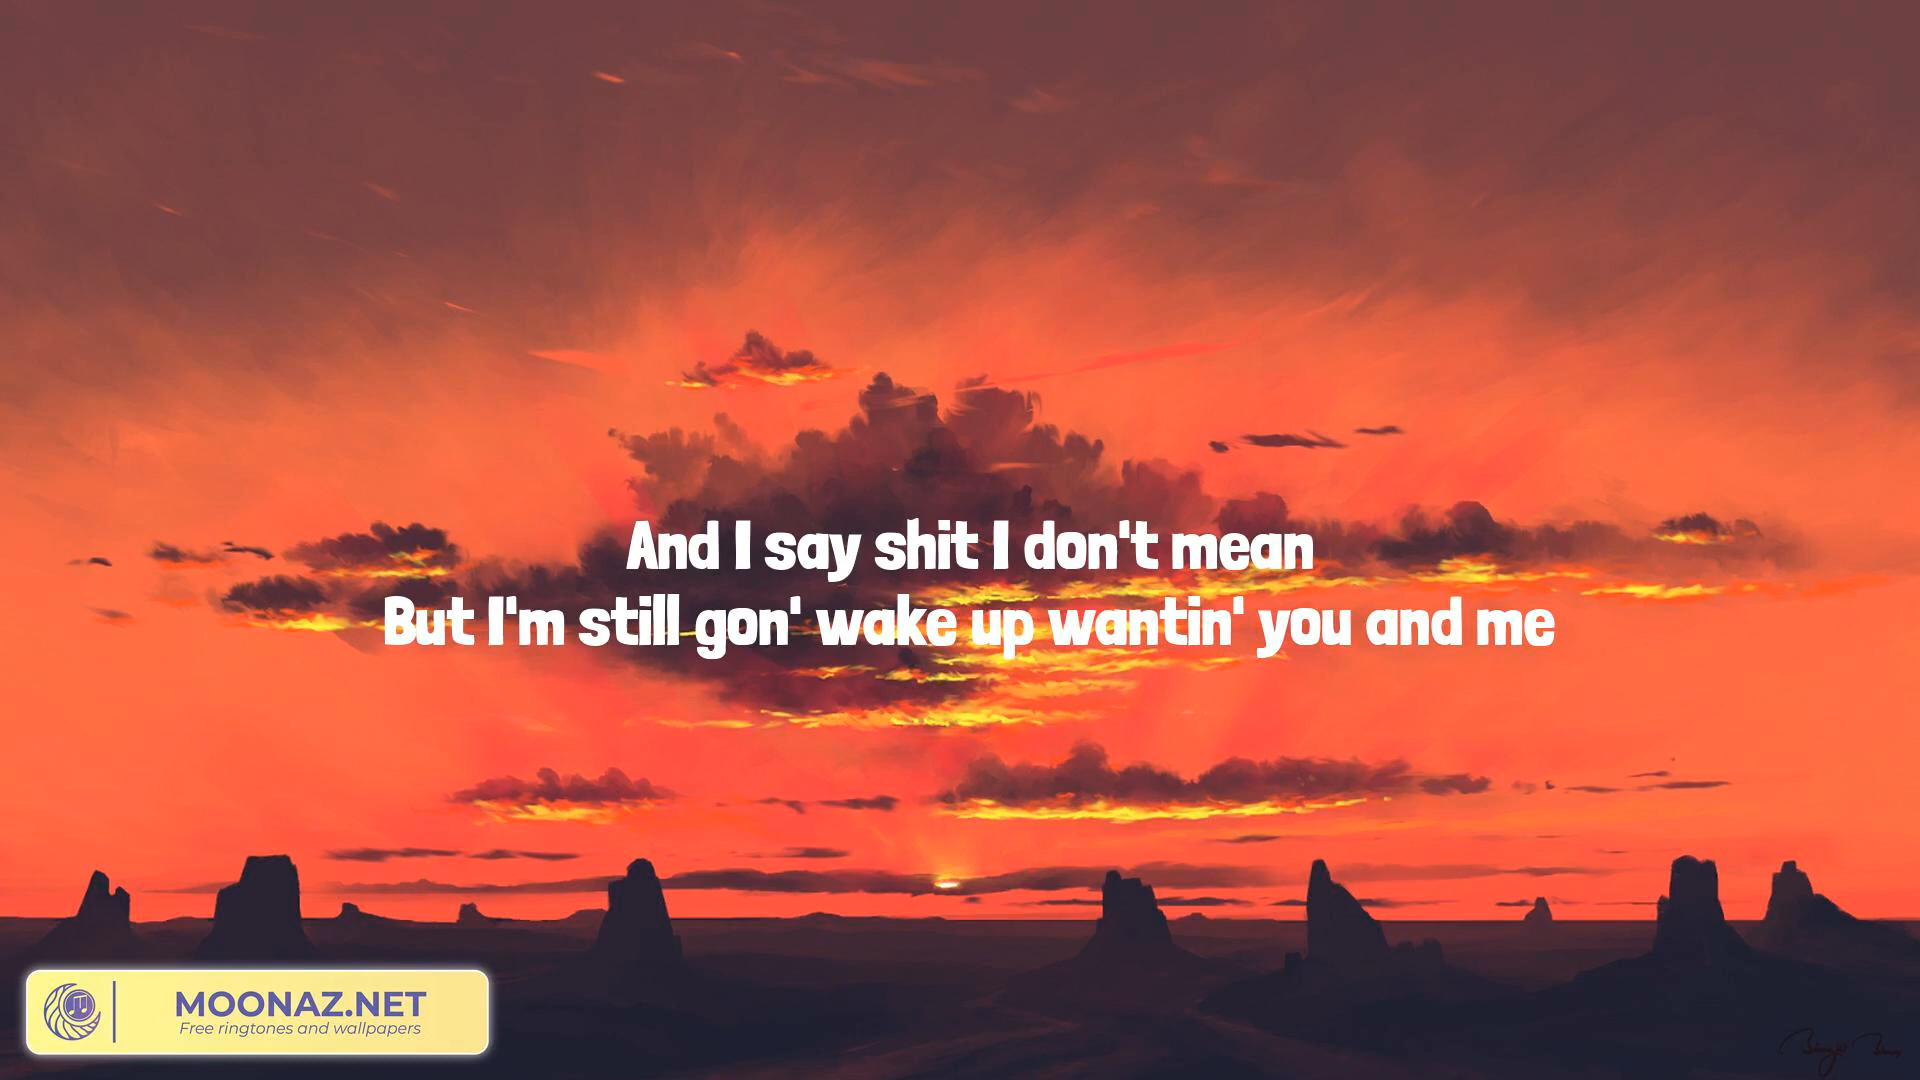 And I say shit I don't mean
But I'm still gon' wake up wantin' you and me
MOONAZ.NET
Free ringtones and wallpapers